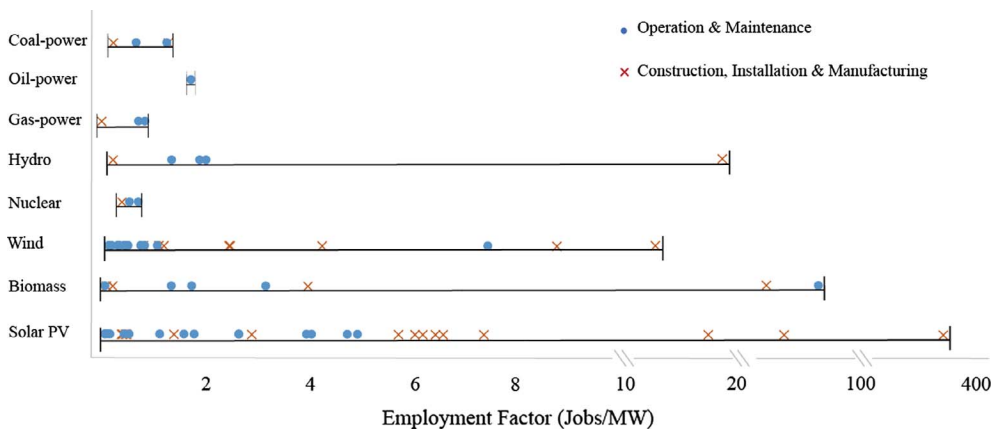 Coal-power
Oil-power
Gas-power
Hydro
Nuclear
Wind
Biomass
Solar PV
Operation & Maintenance
Construction, Installation & Manufacturing
2 4 6 8 10 20 100 400
Employment Factor (Jobs/MW)